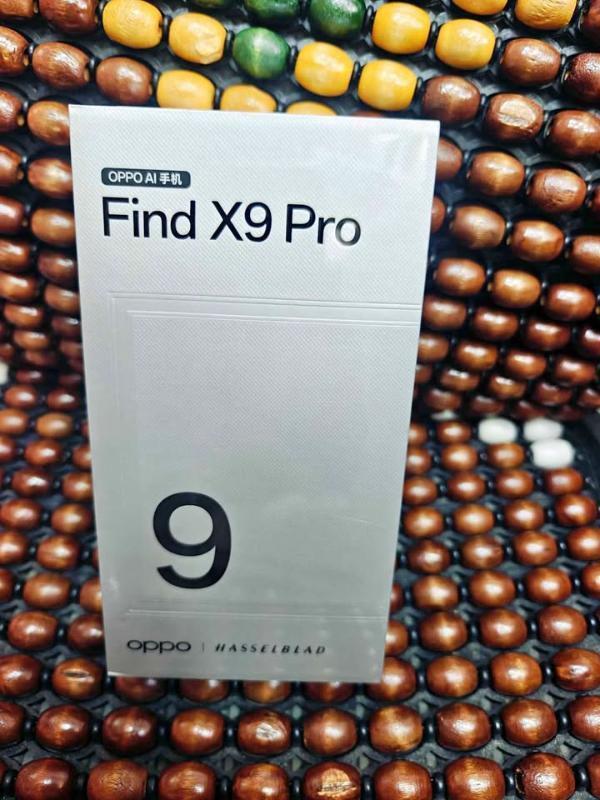 OPPO AI 手机
Find X9 Pro
9
oppo | HASSELBLAD